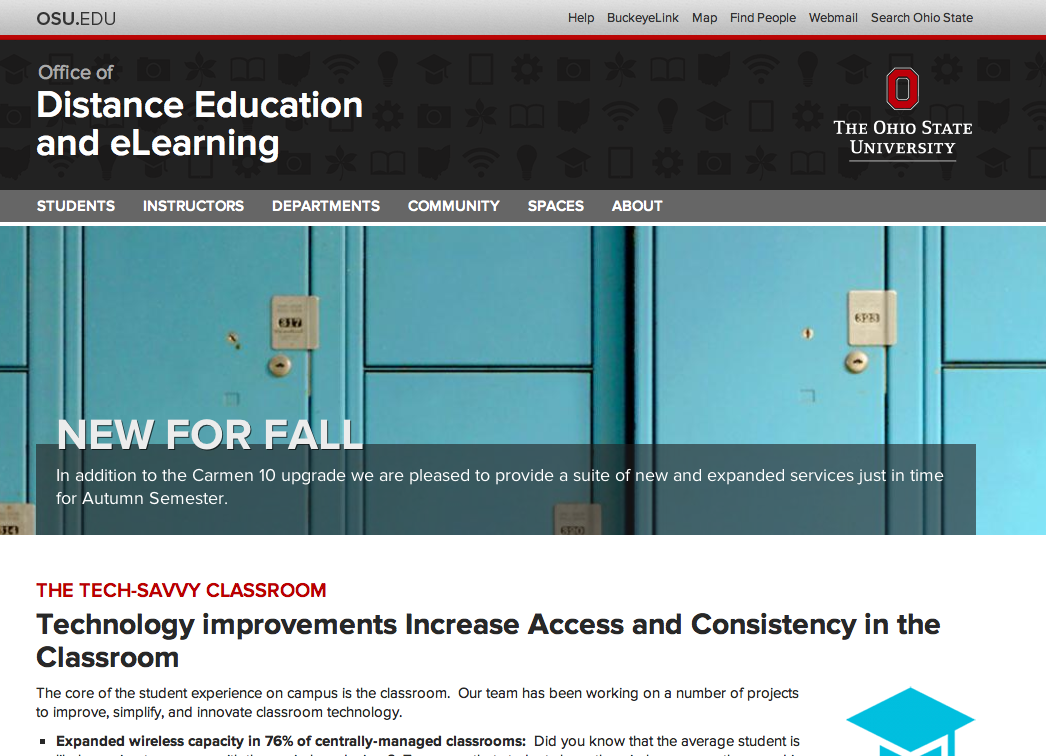 OSU.EDU
Help BuckeyeLink Map Find People Webmail Search Ohio State
Office of
Distance Education
and eLearning
THE OHIO STATE
UNIVERSITY
STUDENTS INSTRUCTORS DEPARTMENTS COMMUNITY SPACES ABOUT
317
323
NEW FOR FALL
In addition to the Carmen 10 upgrade we are pleased to provide a suite of new and expanded services just in time
for Autumn Semester.
314
320
THE TECH-SAVVY CLASSROOM
Technology improvements Increase Access and Consistency in the
Classroom
The core of the student experience on campus is the classroom. Our team has been working on a number of projects
to improve, simplify, and innovate classroom technology.
Expanded wireless capacity in 76% of centrally-managed classrooms: Did you know that the average student is